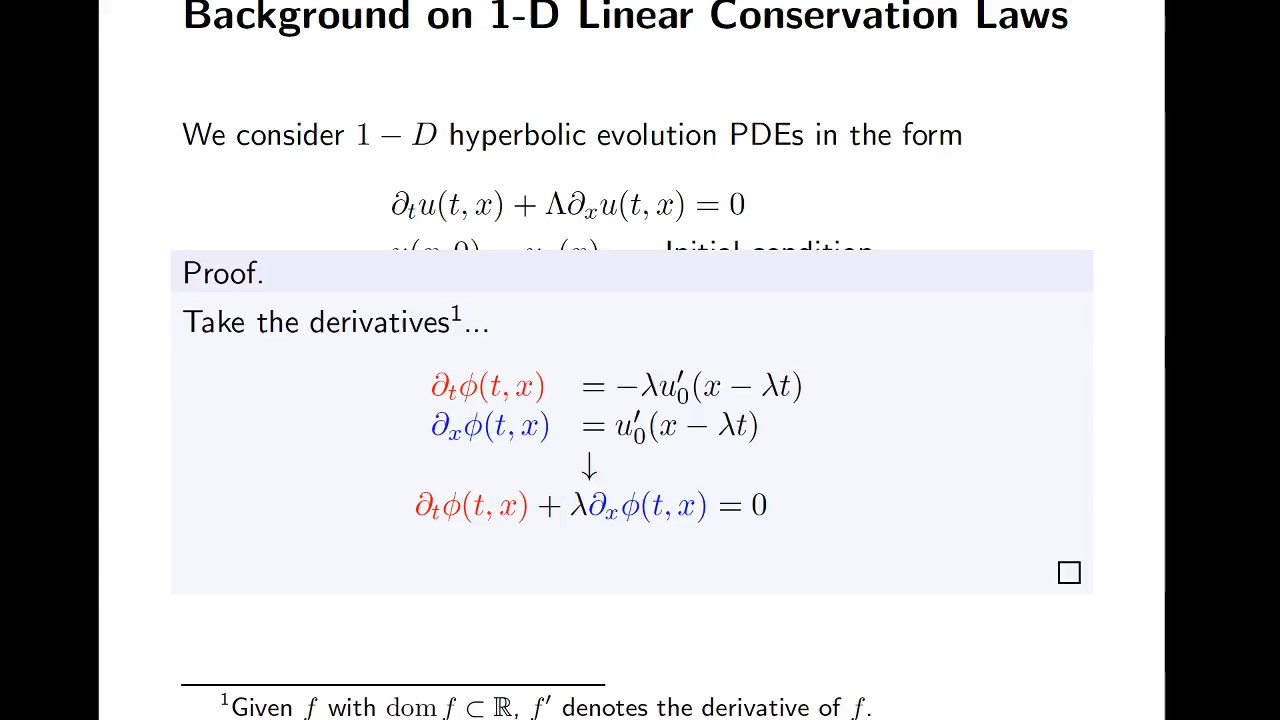 Background on 1-D Linear Conservation Laws
We consider 1 − D hyperbolic evolution PDEs in the form
∂ₜu(t, x) + Λ∂ₓu(t, x) = 0
Initial condition
Proof.
Take the derivatives¹...
∂ₜϕ(t, x) = −λu₀′(x − λt)
∂ₓϕ(t, x) = u₀′(x − λt)
↓
∂ₜϕ(t, x) + λ∂ₓϕ(t, x) = 0
□
¹Given f with dom f ⊂ ℝ, f′ denotes the derivative of f.